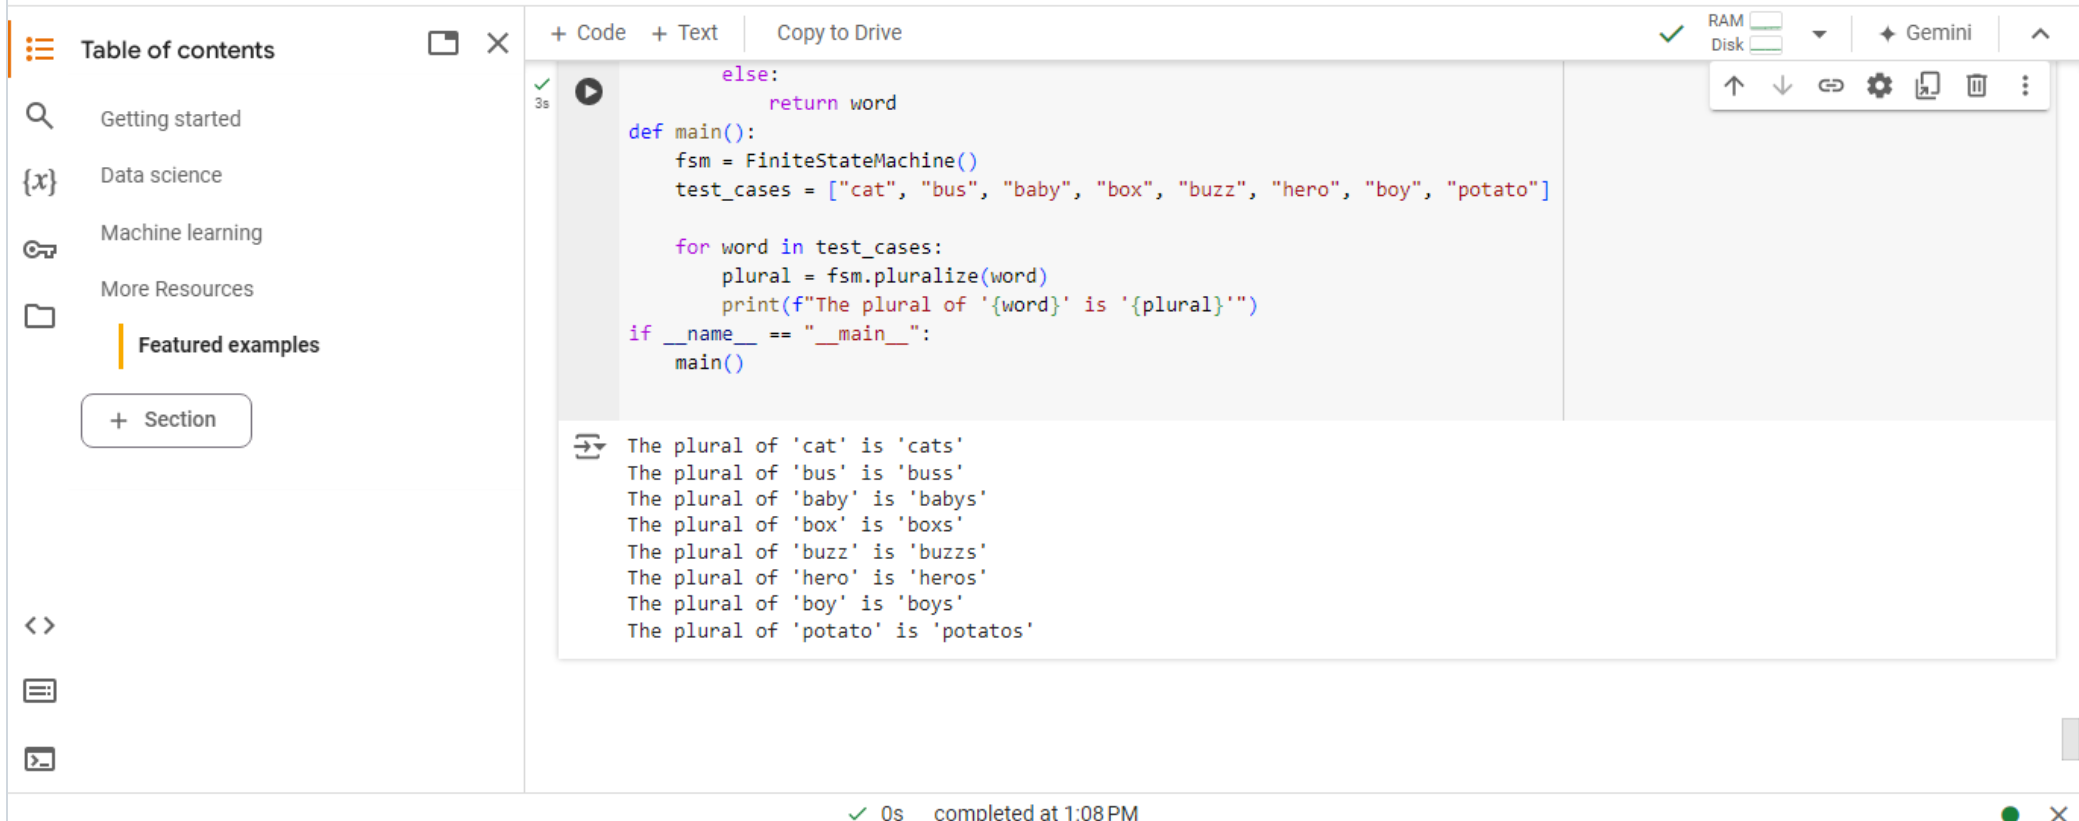 Table of contents
Getting started
Data science
Machine learning
More Resources
Featured examples
+ Section
{x}
+ Code + Text Copy to Drive
RAM
Disk
Gemini
3s
        else:
            return word
def main():
    fsm = FiniteStateMachine()
    test_cases = ["cat", "bus", "baby", "box", "buzz", "hero", "boy", "potato"]
    for word in test_cases:
        plural = fsm.pluralize(word)
        print(f"The plural of '{word}' is '{plural}'")
if __name__ == "__main__":
    main()
The plural of 'cat' is 'cats'
The plural of 'bus' is 'buss'
The plural of 'baby' is 'babys'
The plural of 'box' is 'boxs'
The plural of 'buzz' is 'buzzs'
The plural of 'hero' is 'heros'
The plural of 'boy' is 'boys'
The plural of 'potato' is 'potatos'
0s completed at 1:08 PM